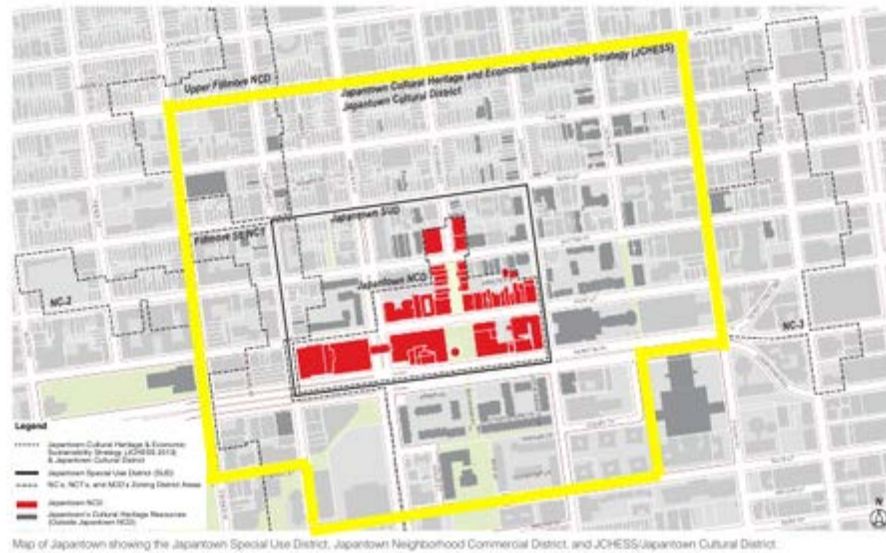 Upper Fillmore NCD
Japantown Cultural Heritage and Economic Sustainability Strategy (JCHESS)
Japantown Cultural District
Japantown SUD
Fillmore St NCT
Japantown NCD
NC-2
NC-3
Legend
Japantown Cultural Heritage & Economic
Sustainability Strategy (JCHESS 2013)
& Japantown Cultural District
Japantown Special Use District (SUD)
NC's, NCT's, and NCD's Zoning District Areas
Japantown NCD
Japantown's Cultural Heritage Resources
(Outside Japantown NCD)
N
Map of Japantown showing the Japantown Special Use District, Japantown Neighborhood Commercial District, and JCHESS/Japantown Cultural District